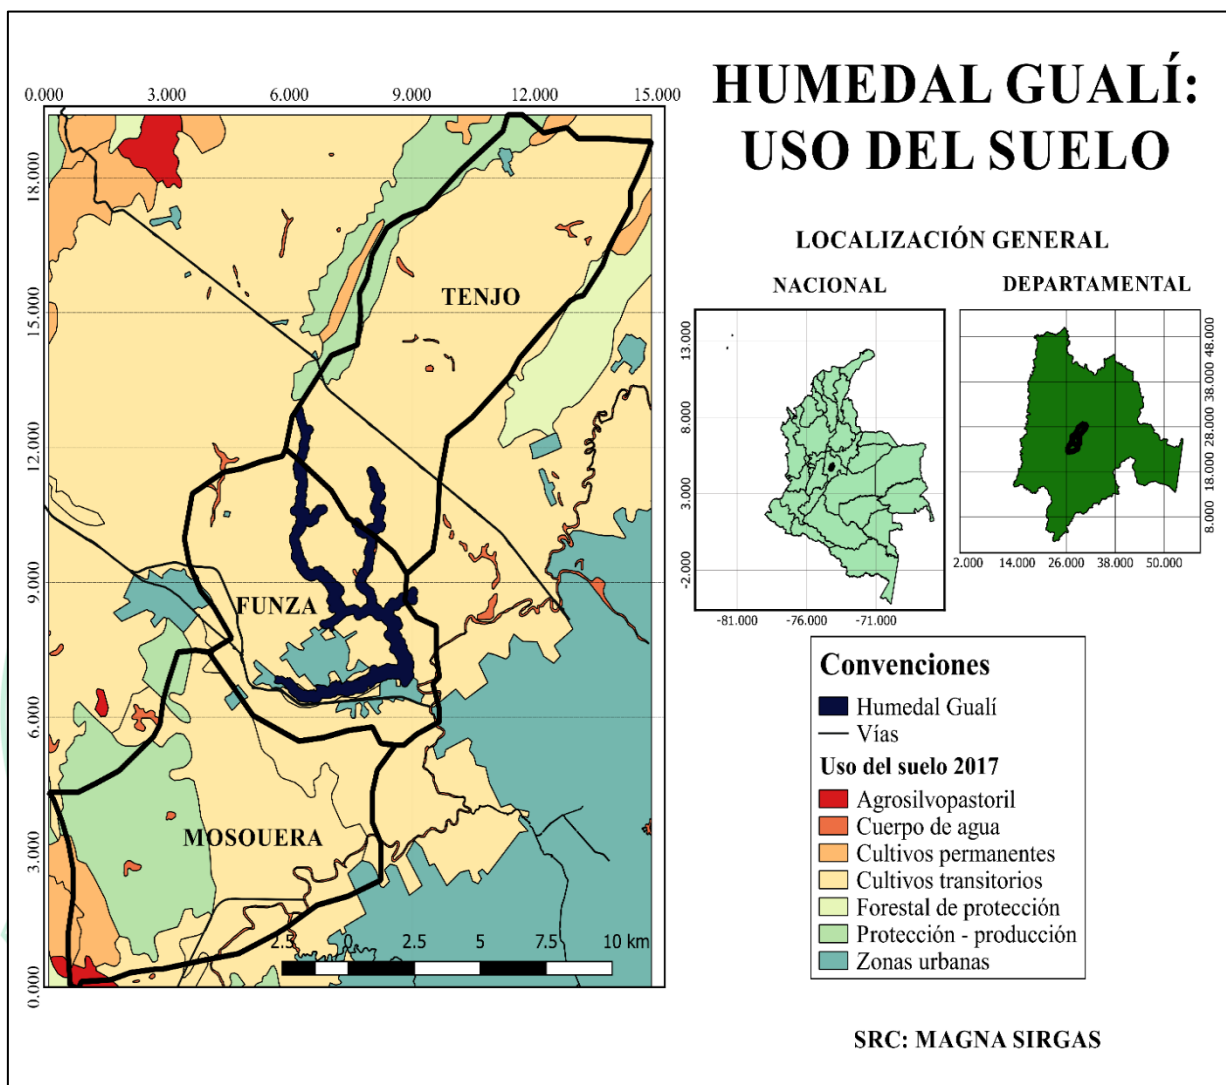 HUMEDAL GUALÍ:
USO DEL SUELO
0.000 3.000 6.000 9.000 12.000 15.000
18.000
15.000
12.000
9.000
6.000
3.000
0.000
TENJO
FUNZA
MOSQUERA
2.5 0 2.5 5 7.5 10 km
LOCALIZACIÓN GENERAL
NACIONAL
13.000
8.000
3.000
-2.000
-81.000 -76.000 -71.000
DEPARTAMENTAL
48.000
38.000
28.000
18.000
8.000
2.000 14.000 26.000 38.000 50.000
Convenciones
Humedal Gualí
Vías
Uso del suelo 2017
Agrosilvopastoril
Cuerpo de agua
Cultivos permanentes
Cultivos transitorios
Forestal de protección
Protección - producción
Zonas urbanas
SRC: MAGNA SIRGAS